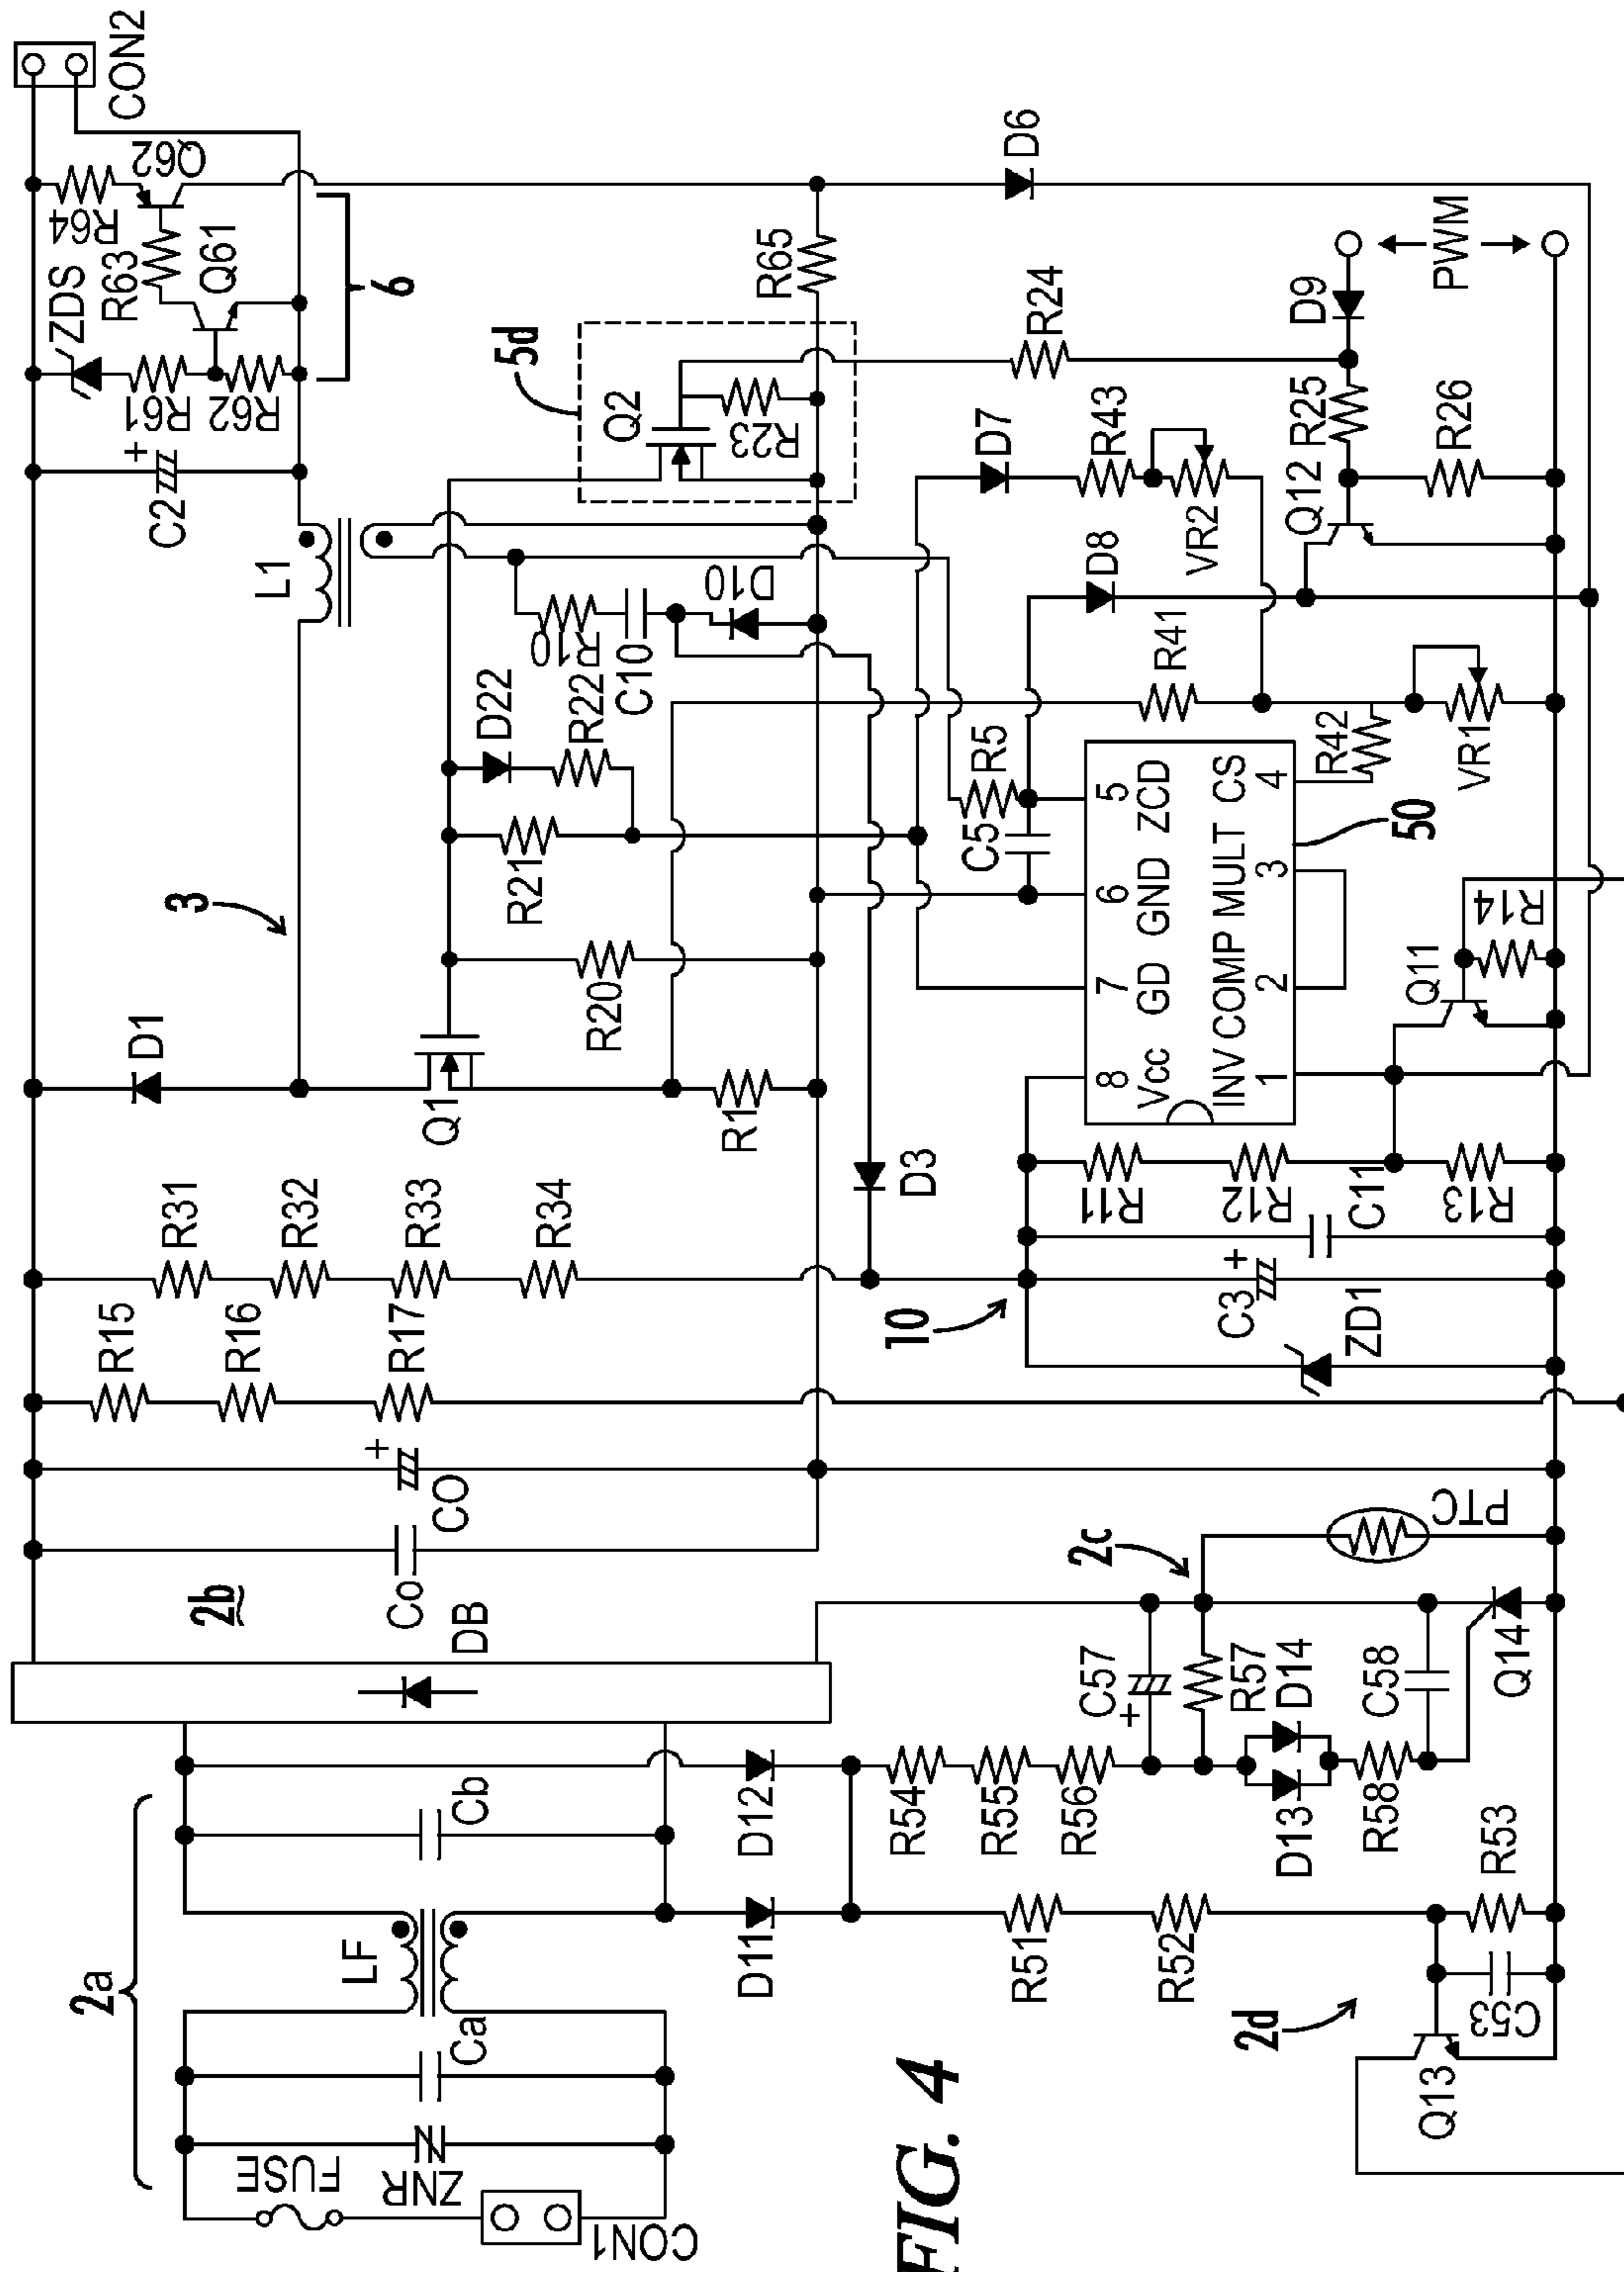 CON2
Q62
R64
R63
Q61
ZDS
R61
R62
6
C2
+
L1
3
D1
Q1
R1
R20
R21
D22
R22
R10
C10
D10
5d
Q2
R23
R65
D6
R24
D9
PWM
R25
Q12
R26
D7
R43
VR2
D8
R41
R42
VR1
R5
C5
5
6
7
8
ZCD
GND
GD
Vcc
CS
MULT
COMP
INV
4
3
2
1
50
Q11
R14
R11
R12
R13
C11
C3
+
ZD1
10
D3
R31
R32
R33
R34
R15
R16
R17
+
CO
Co
2b
DB
2c
PTC
C57
+
R57
D14
D13
C58
R58
Q14
R54
R55
R56
D12
D11
R51
R52
R53
C53
Q13
2d
Cb
LF
2a
Ca
ZNR
FUSE
CON1
FIG. 4